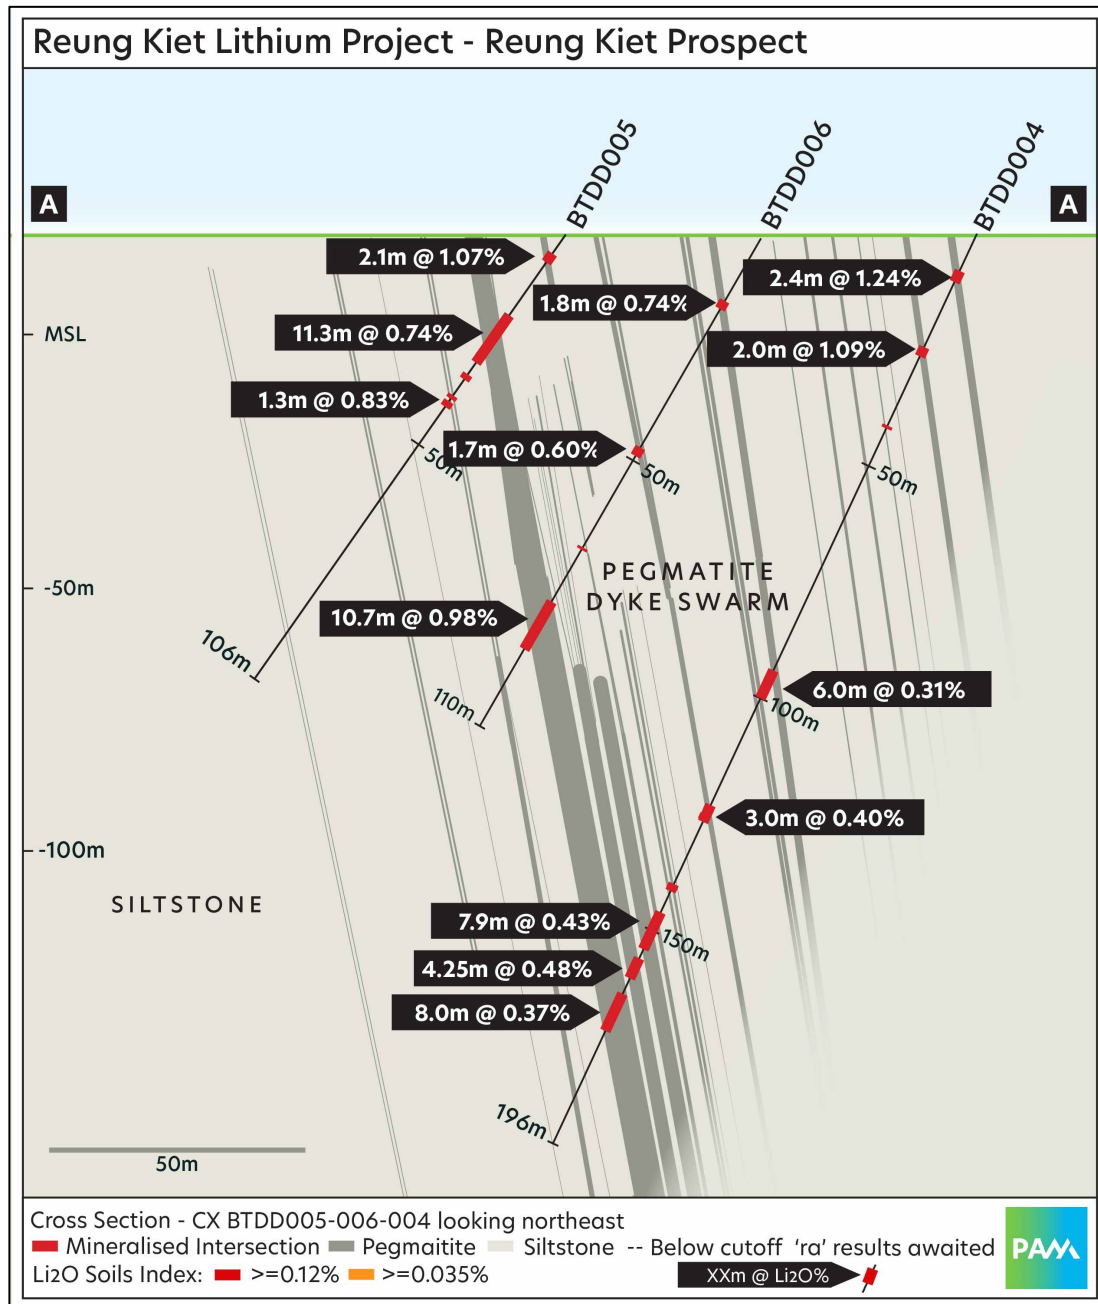 Reung Kiet Lithium Project - Reung Kiet Prospect
BTDD005
BTDD006
BTDD004
A
A
2.1m @ 1.07%
2.4m @ 1.24%
1.8m @ 0.74%
MSL
11.3m @ 0.74%
2.0m @ 1.09%
1.3m @ 0.83%
1.7m @ 0.60%
50m
50m
50m
PEGMATITE
DYKE SWARM
-50m
10.7m @ 0.98%
106m
110m
6.0m @ 0.31%
100m
3.0m @ 0.40%
-100m
SILTSTONE
7.9m @ 0.43%
150m
4.25m @ 0.48%
8.0m @ 0.37%
196m
50m
Cross Section - CX BTDD005-006-004 looking northeast
Mineralised Intersection Pegmaitite Siltstone -- Below cutoff 'ra' results awaited
Li2O Soils Index: >=0.12% >=0.035% XXm @ Li2O%
PAM